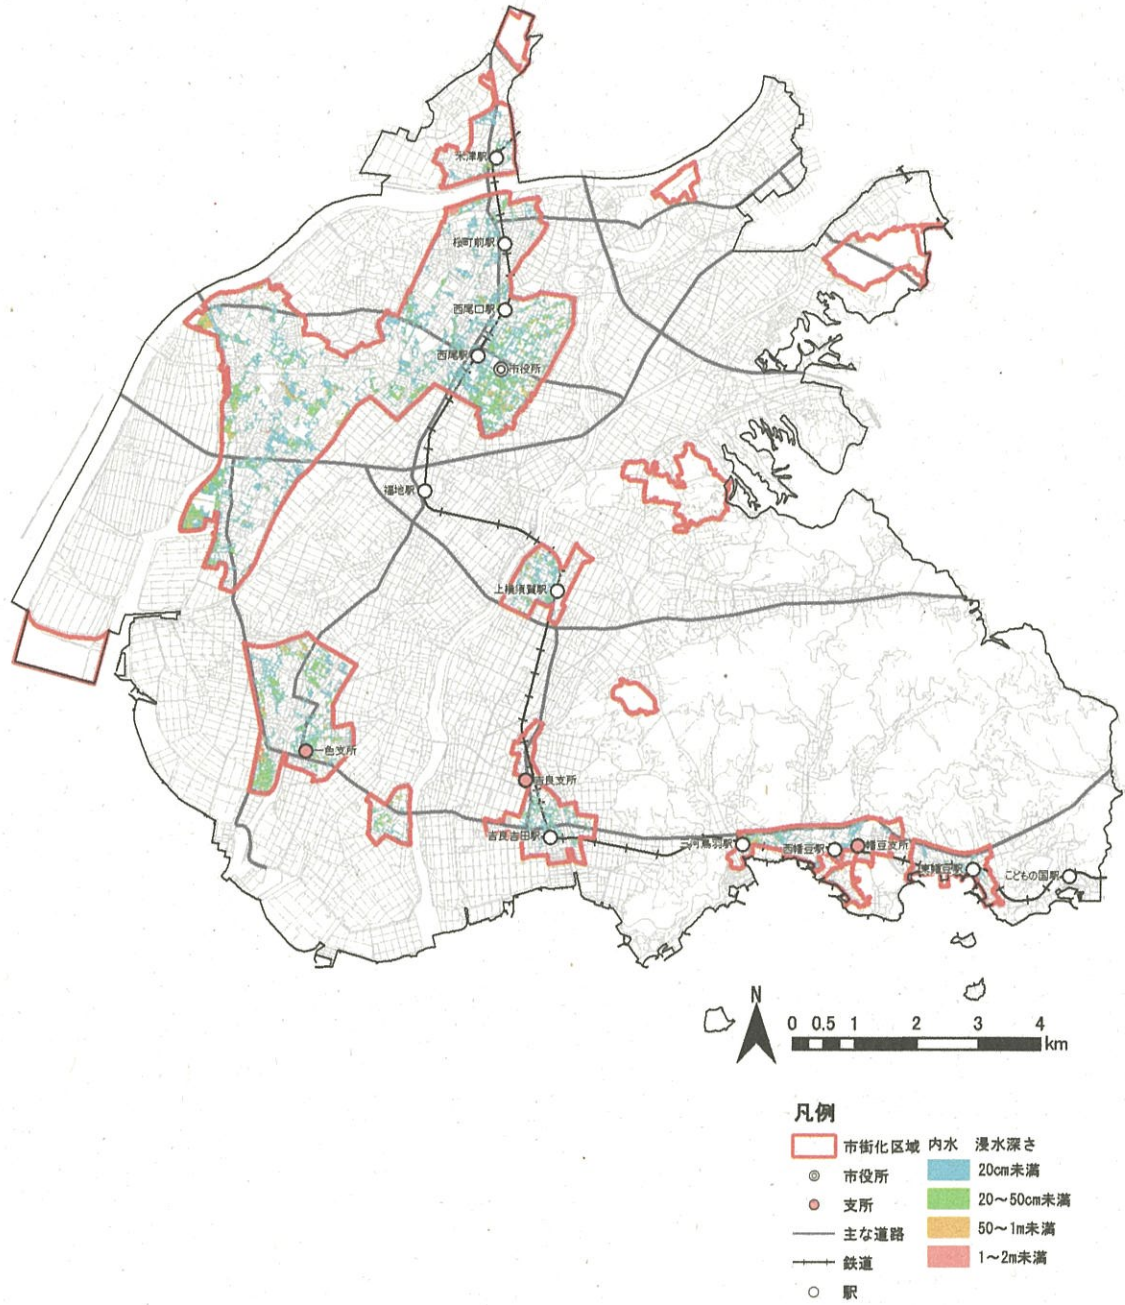 米津駅
桜町前駅
西尾口駅
西尾駅
市役所
福地駅
上横須賀駅
一色支所
吉良支所
吉良吉田駅
三河鳥羽駅
西幡豆駅
幡豆支所
東幡豆駅
こどもの国駅
N
0 0.5 1 2 3 4
km
凡例
市街化区域 内水 浸水深さ
市役所 20cm未満
支所 20～50cm未満
主な道路 50～1m未満
鉄道 1～2m未満
駅